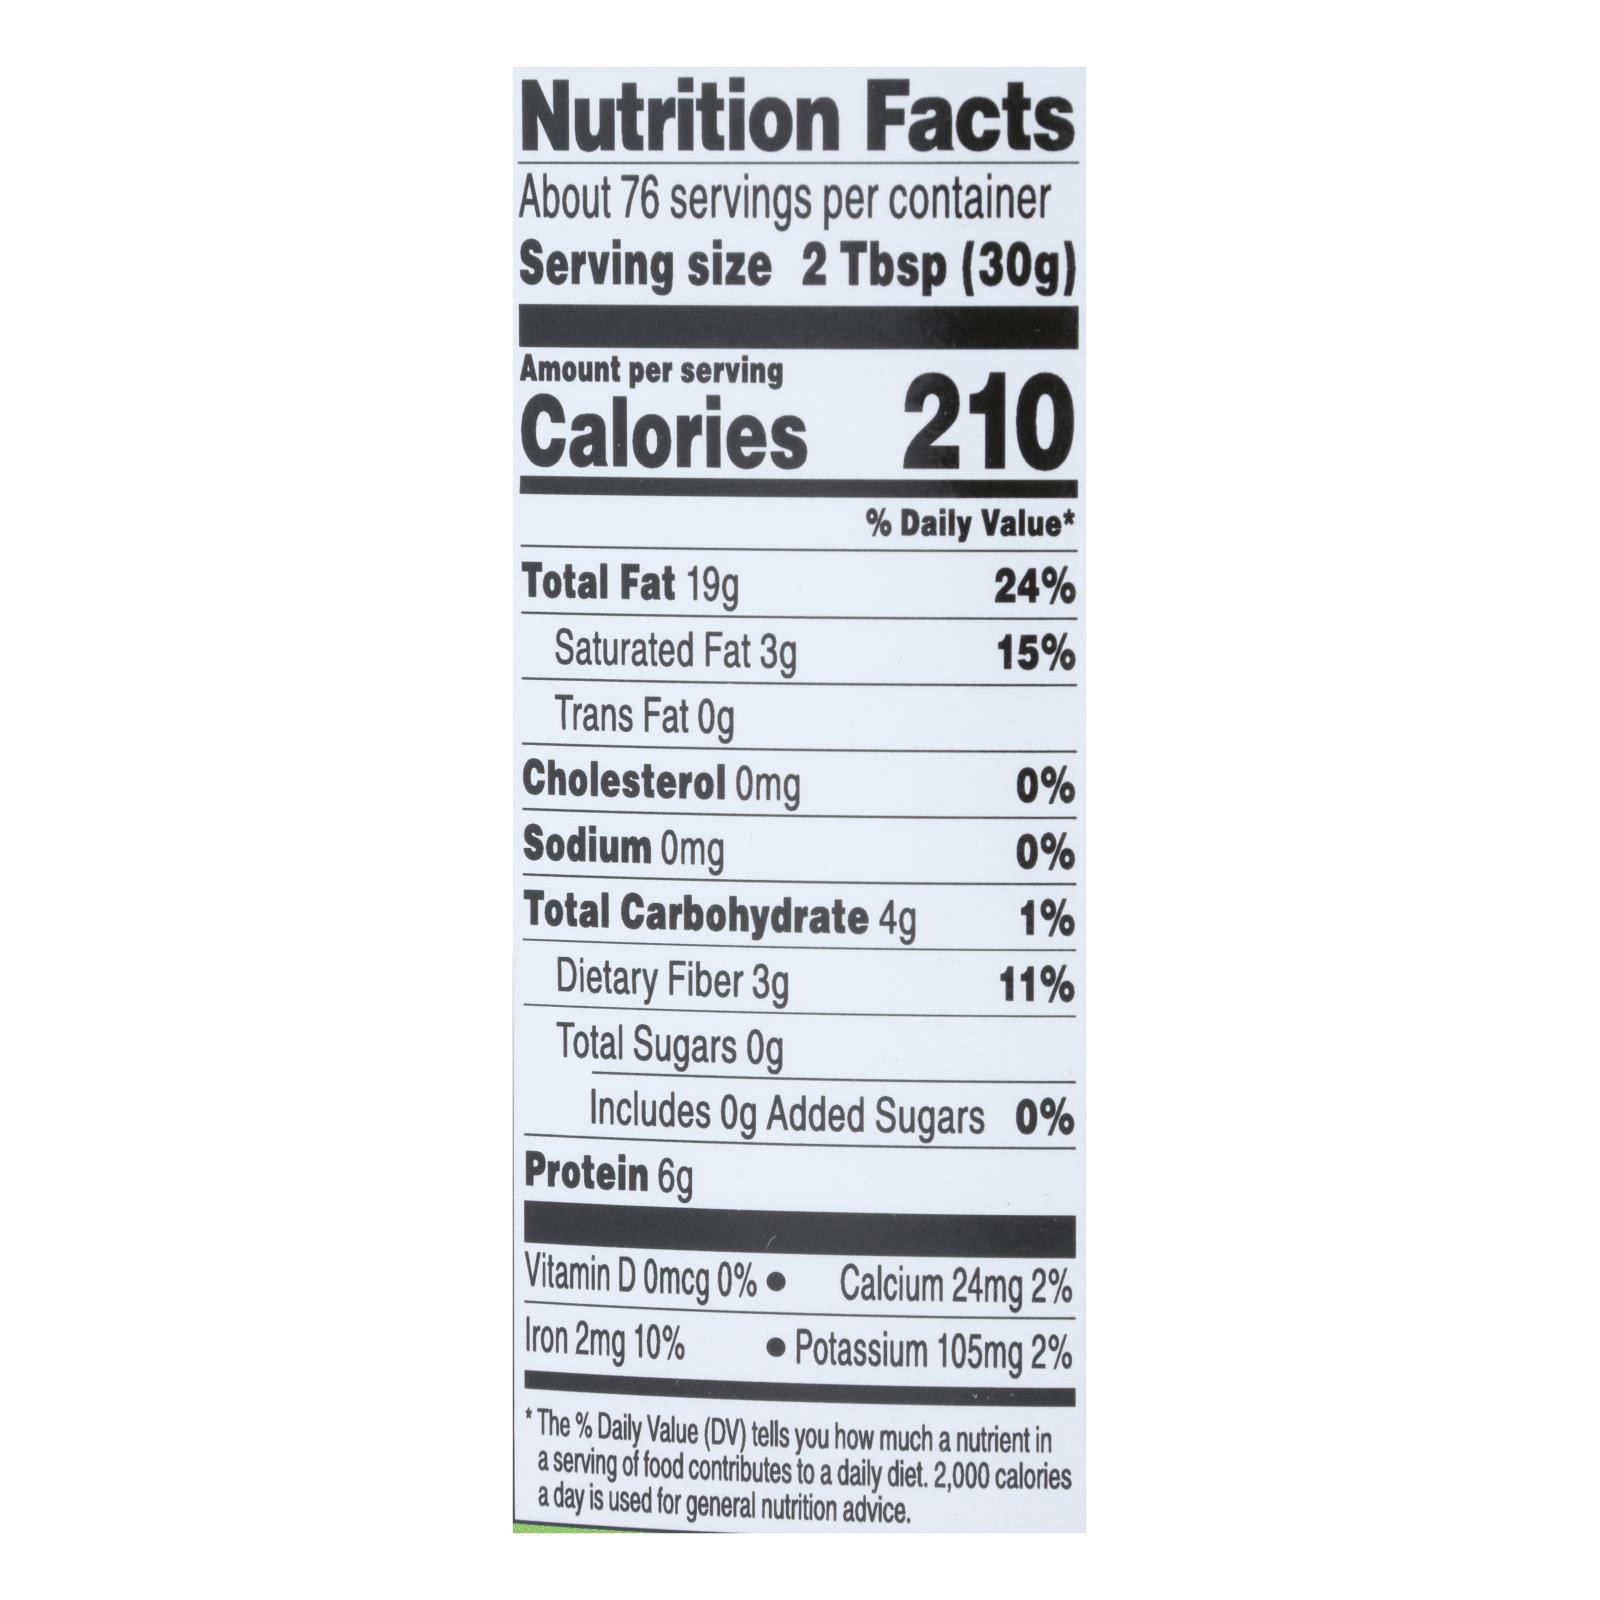 Nutrition Facts
About 76 servings per container
Serving size 2 Tbsp (30g)
Amount per serving
Calories 210
% Daily Value*
Total Fat 19g 24%
Saturated Fat 3g 15%
Trans Fat 0g
Cholesterol 0mg 0%
Sodium 0mg 0%
Total Carbohydrate 4g 1%
Dietary Fiber 3g 11%
Total Sugars 0g
Includes 0g Added Sugars 0%
Protein 6g
Vitamin D 0mcg 0% • Calcium 24mg 2%
Iron 2mg 10% • Potassium 105mg 2%
* The % Daily Value (DV) tells you how much a nutrient in
a serving of food contributes to a daily diet. 2,000 calories
a day is used for general nutrition advice.